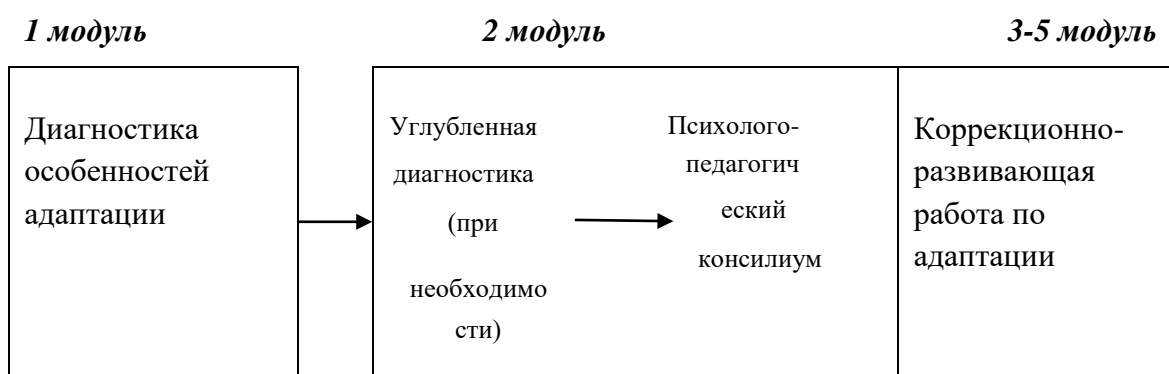 1 модуль
2 модуль
3-5 модуль
Диагностика
особенностей
адаптации
Углубленная
диагностика
(при
необходимо
сти)
Психолого-
педагогич
еский
консилиум
Коррекционно-
развивающая
работа по
адаптации